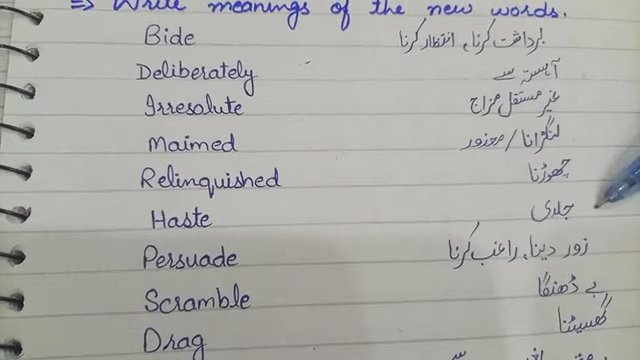 ⇒ Write meanings of the new words.
Bide برداشت کرنا، انتظار کرنا
Deliberately آہستہ سے
Irresolute غیر مستقل مزاج
Maimed لنگڑانا / معذور
Relinquished چھوڑنا
Haste جلدی
Persuade زور دینا، راغب کرنا
Scramble بے ڈھنگا
Drag گھسیٹنا